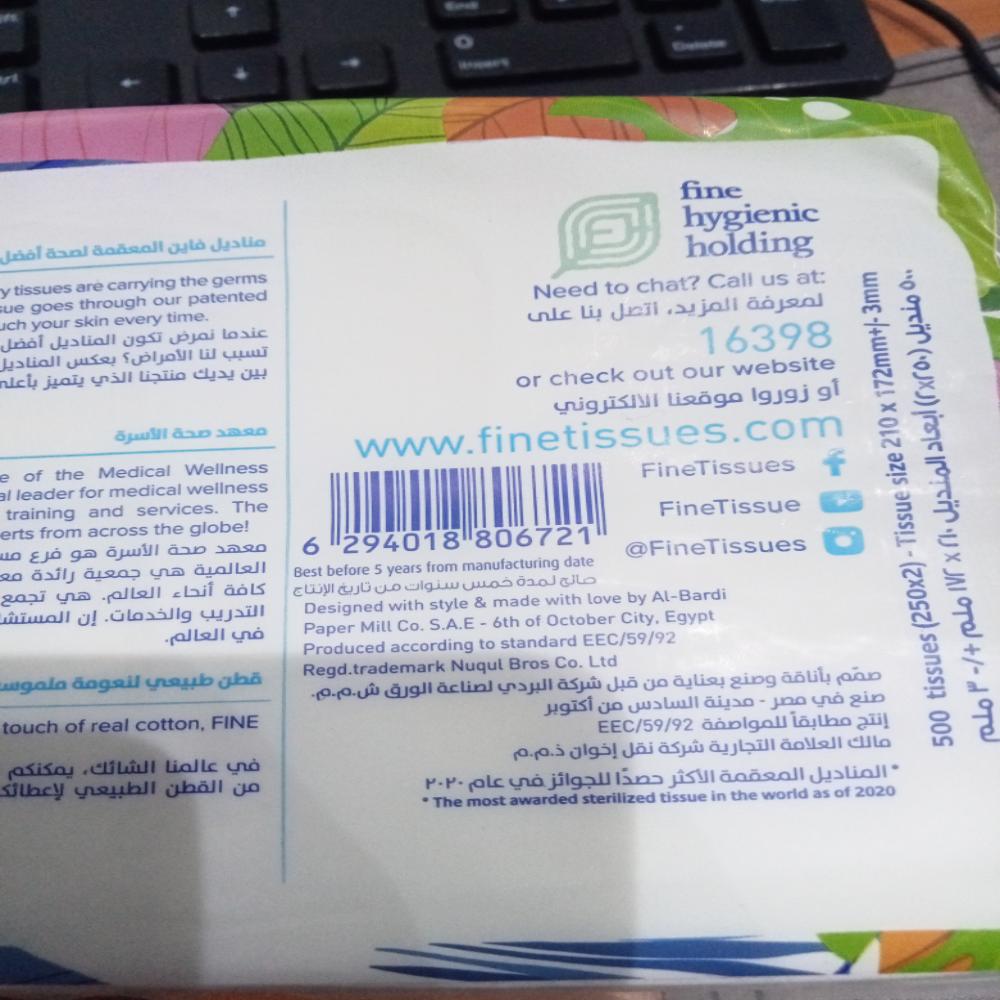 End
Insert
Delete
مناديل فاين المعقمة لصحة أفضل
y tissues are carrying the germs
sue goes through our patented
uch your skin every time.
عندما نمرض تكون المناديل أفضل
تسبب لنا الأمراض؟ بعكس المناديل
بين يديك منتجنا الذي يتميز بأعلى
معهد صحة الأسرة
e of the Medical Wellness
al leader for medical wellness
training and services. The
erts from across the globe!
معهد صحة الأسرة هو فرع
العالمية هي جمعية رائدة
كافة أنحاء العالم. هي تجمع
التدريب والخدمات. إن
في العالم.
قطن طبيعي لنعومة
touch of real cotton, FINE
في عالمنا الشائك، يمكنكم
من القطن الطبيعي
fine
hygienic
holding
Need to chat? Call us at:
لمعرفة المزيد، اتصل بنا على
16398
or check out our website
أو زوروا موقعنا الالكتروني
www.finetissues.com
FineTissues
FineTissue
@FineTissues
6 294018 806721
Best before 5 years from manufacturing date
صالح لمدة خمس سنوات من تاريخ الإنتاج
Designed with style & made with love by Al-Bardi
Paper Mill Co. S.A.E - 6th of October City, Egypt
Produced according to standard EEC/59/92
Regd.trademark Nuqul Bros Co. Ltd
صمّم بأناقة وصنع بعناية من قبل شركة البردي لصناعة الورق ش.م.م.
صنع في مصر - مدينة السادس من أكتوبر
إنتج مطابقاً للمواصفة EEC/59/92
مالك العلامة التجارية شركة نقل إخوان ذ.م.م
* المناديل المعقمة الأكثر حصدًا للجوائز في عام ٢٠٢٠
* The most awarded sterilized tissue in the world as of 2020
500 tissues (250x2) - Tissue size 210 x 172mm+/- 3mm
٥٠٠ منديل (٢x٢٥٠) إبعاد المنديل ٢١٠ x ١٧٢ ملم +/- ٣ ملم